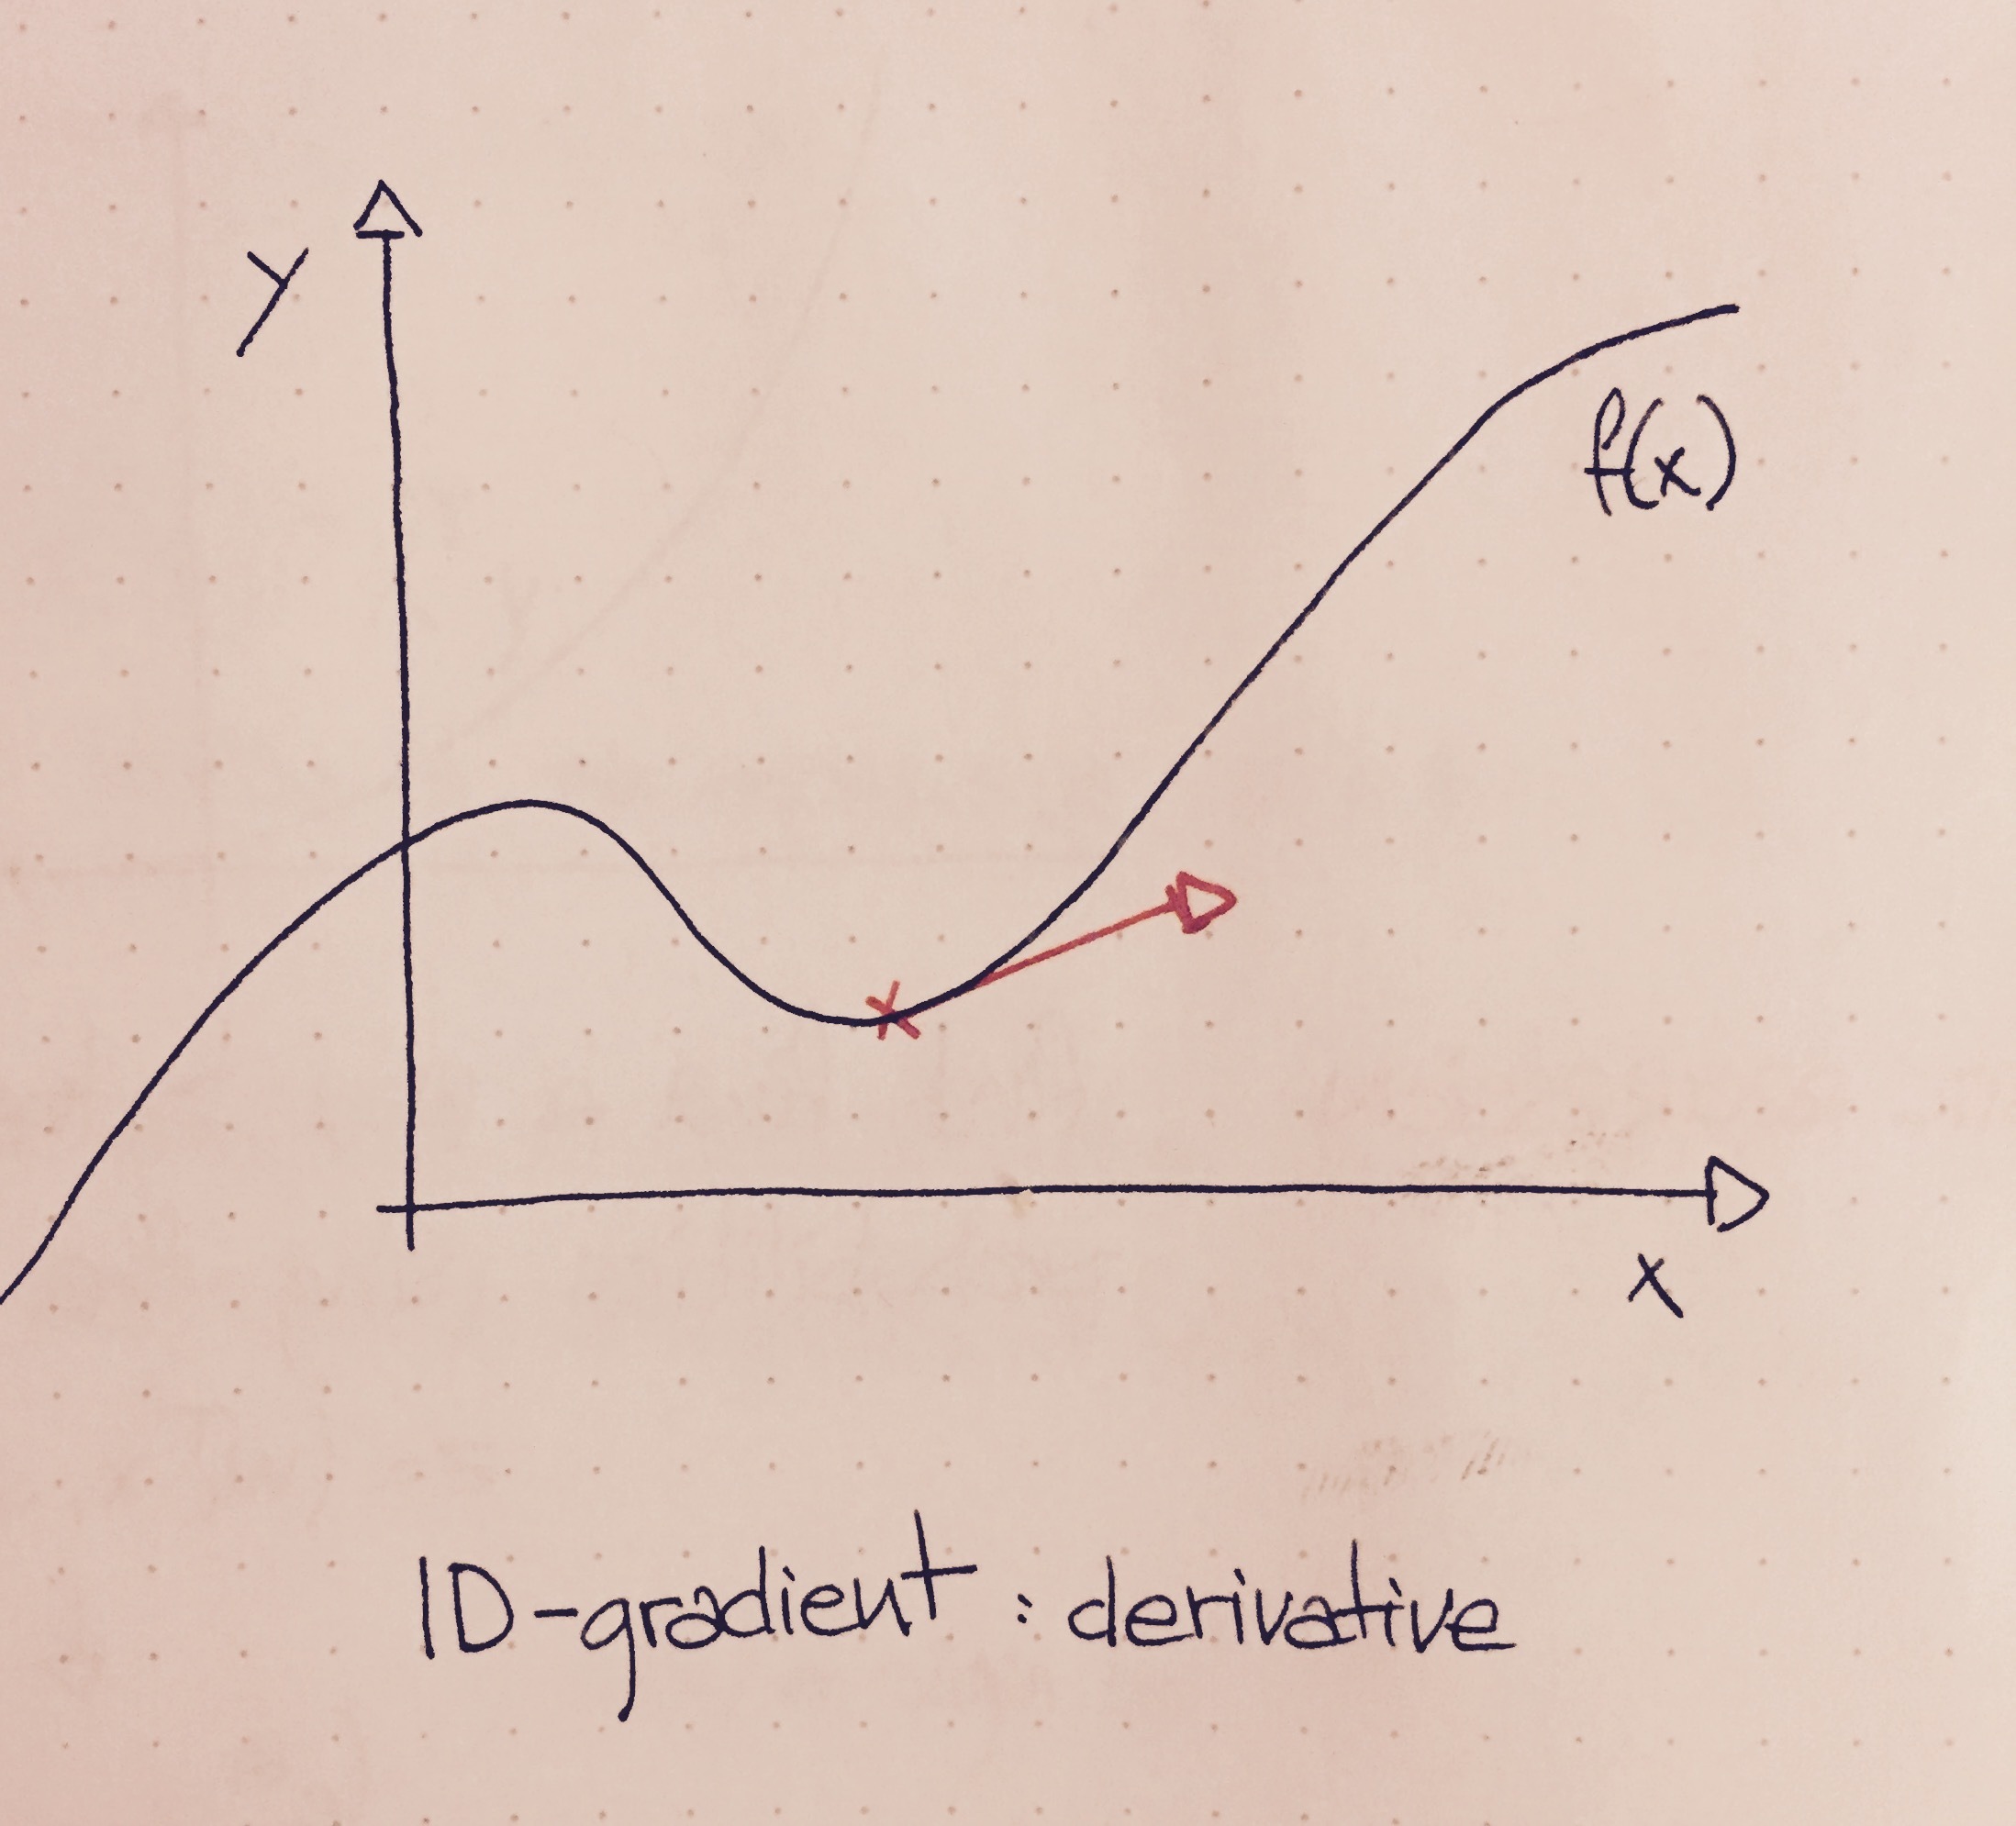 y
f(x)
x
1D-gradient : derivative